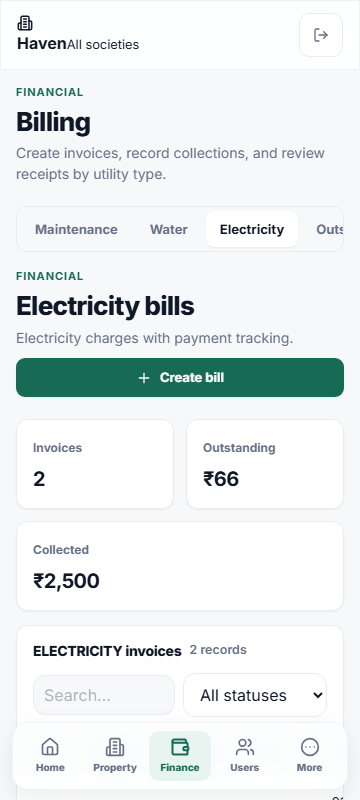 HavenAll societies
FINANCIAL
Billing
Create invoices, record collections, and review
receipts by utility type.
Maintenance Water Electricity Outs
FINANCIAL
Electricity bills
Electricity charges with payment tracking.
+ Create bill
Invoices Outstanding
2 ₹66
Collected
₹2,500
ELECTRICITY invoices 2 records
Search... All statuses
Home Property Finance Users More